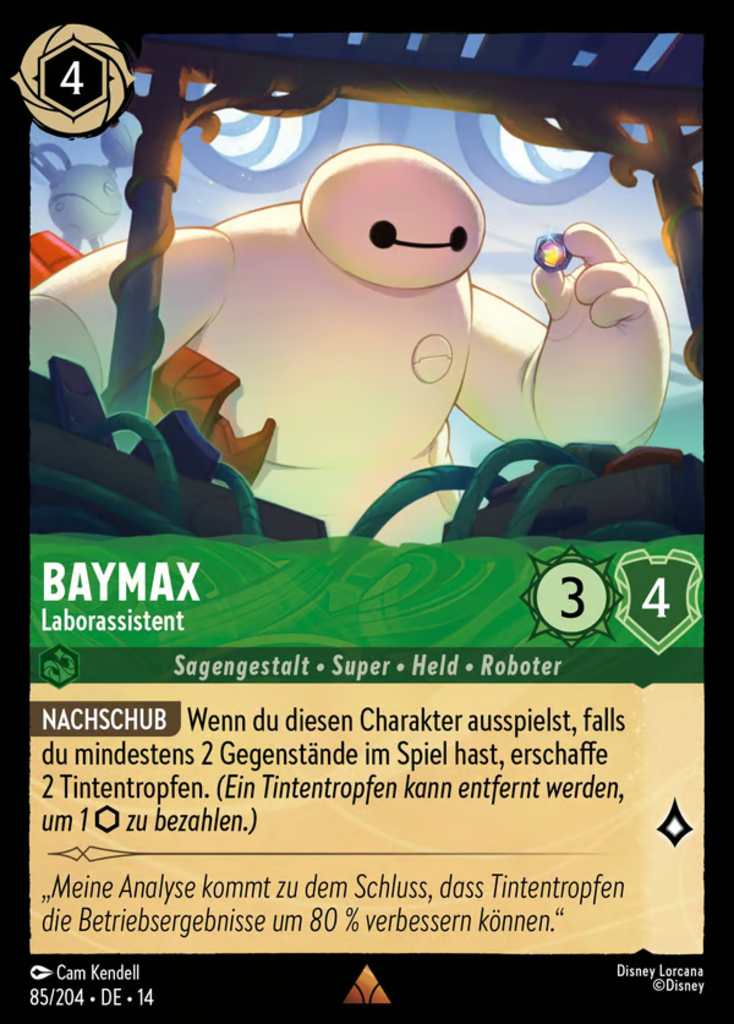 4
BAYMAX
Laborassistent
3
4
Sagengestalt • Super • Held • Roboter
NACHSCHUB Wenn du diesen Charakter ausspielst, falls
du mindestens 2 Gegenstände im Spiel hast, erschaffe
2 Tintentropfen. (Ein Tintentropfen kann entfernt werden,
um 1 ⬡ zu bezahlen.)
„Meine Analyse kommt zu dem Schluss, dass Tintentropfen
die Betriebsergebnisse um 80 % verbessern können.“
Cam Kendell
85/204 • DE • 14
Disney Lorcana
©Disney